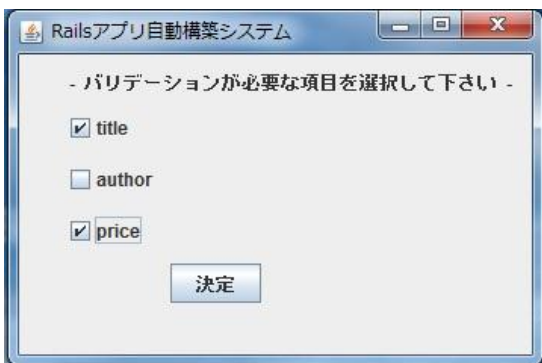 Railsアプリ自動構築システム
- バリデーションが必要な項目を選択して下さい -
title
author
price
決定